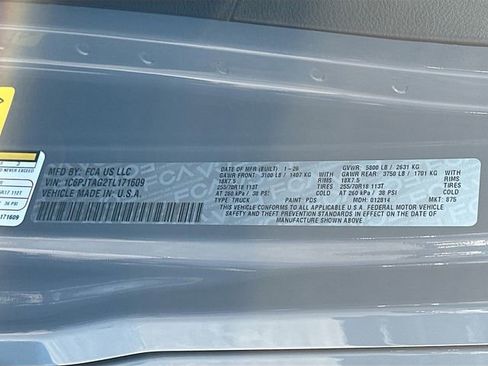 MFD BY: FCA US LLC
VIN: 1C6PJTAG2TL171609
VEHICLE MADE IN: U.S.A.
DATE OF MFR (BUILT) 1-26 GVWR: 5800 LB / 2631 KG
GAWR FRONT: 3100 LB / 1407 KG WITH GAWR REAR: 3750 LB / 1701 KG WITH
18X7.5 RIMS 18X7.5 RIMS
255/70R18 113T TIRES 255/70R18 113T TIRES
AT 260 kPa / 38 PSI COLD AT 260 kPa / 38 PSI COLD
TYPE: TRUCK PAINT: PDS MDH: 012814 MKT: 875
THIS VEHICLE CONFORMS TO ALL APPLICABLE U.S.A. FEDERAL MOTOR VEHICLE
SAFETY AND THEFT PREVENTION STANDARDS IN EFFECT ON THE DATE OF
MANUFACTURE SHOWN ABOVE.
71609